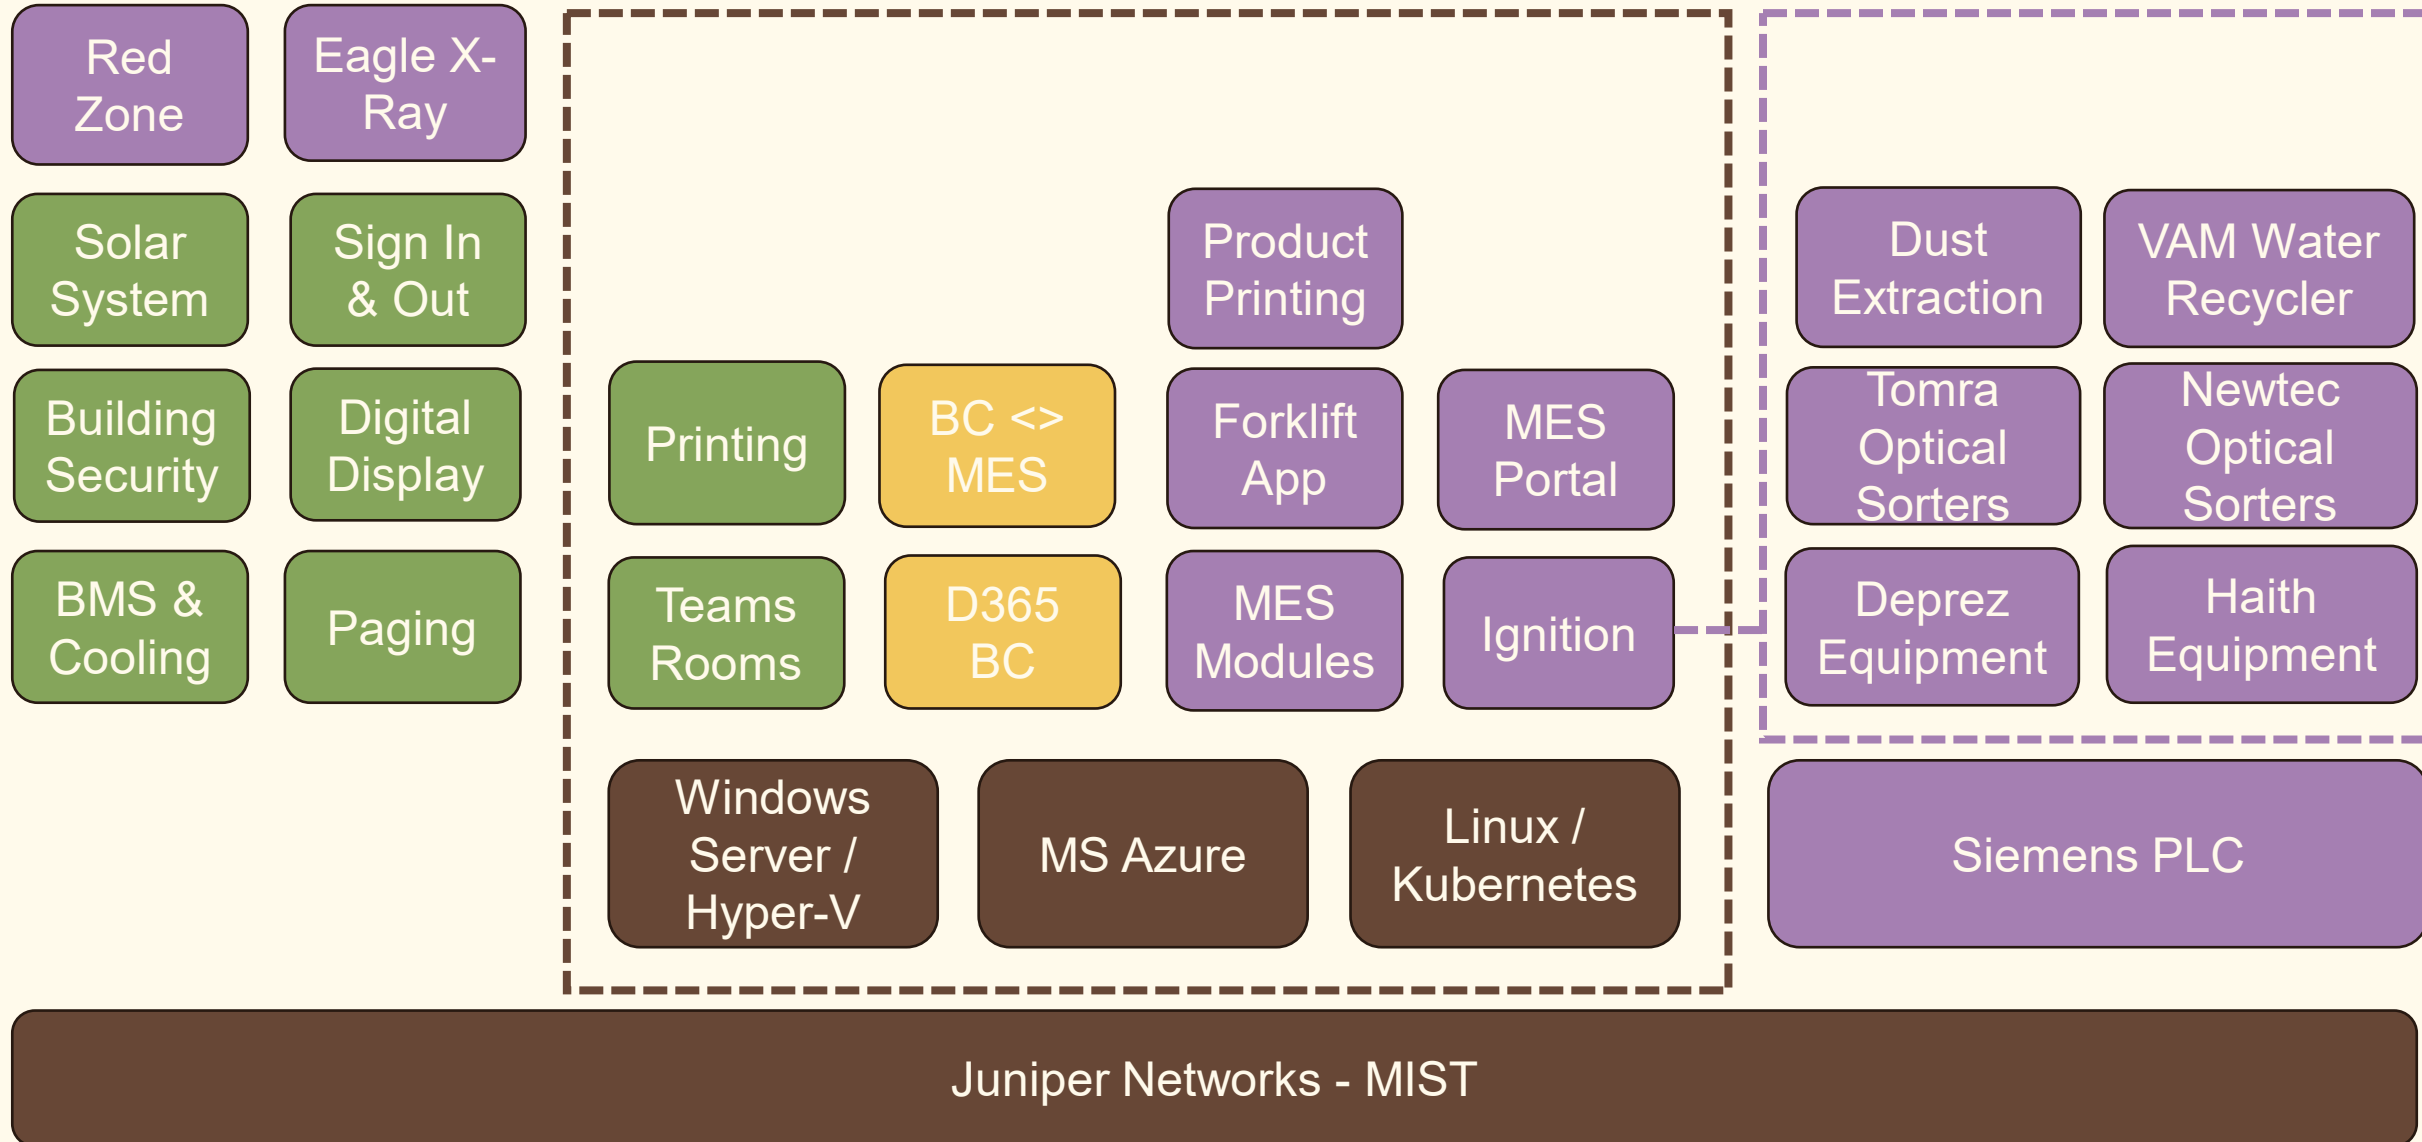 Red
Zone
Eagle X-
Ray
Solar
System
Sign In
& Out
Building
Security
Digital
Display
BMS &
Cooling
Paging
Printing
BC <>
MES
Product
Printing
Forklift
App
MES
Portal
Teams
Rooms
D365
BC
MES
Modules
Ignition
Windows
Server /
Hyper-V
MS Azure
Linux /
Kubernetes
Dust
Extraction
VAM Water
Recycler
Tomra
Optical
Sorters
Newtec
Optical
Sorters
Deprez
Equipment
Haith
Equipment
Siemens PLC
Juniper Networks - MIST